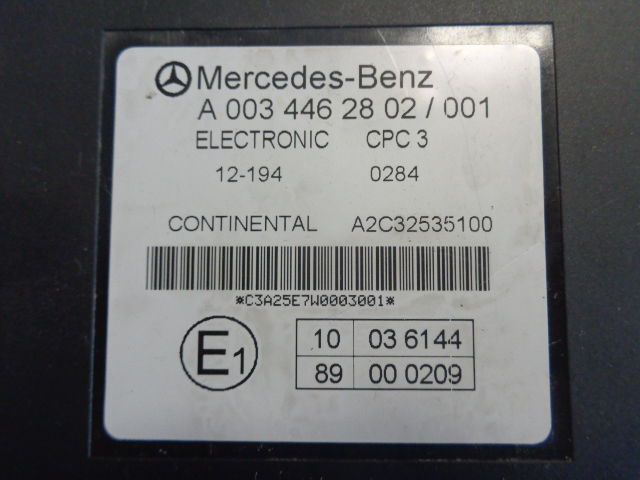 Mercedes-Benz
A 003 446 28 02 / 001
ELECTRONIC CPC 3
12-194 0284
CONTINENTAL A2C32535100
*C3A25E7W0003001*
E1
10 03 6144
89 00 0209